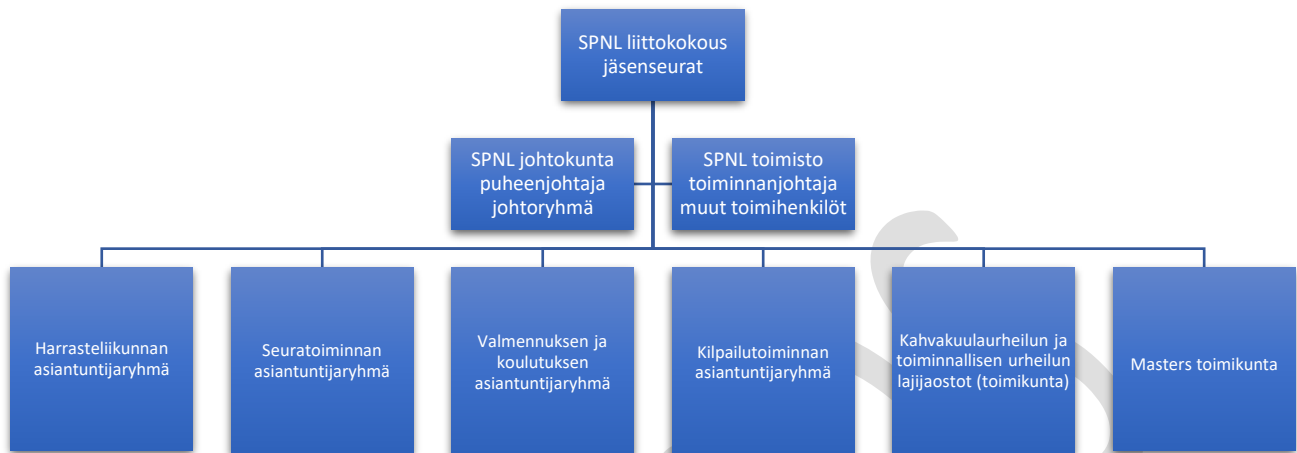 SPNL liittokokous
jäsenseurat
SPNL johtokunta
puheenjohtaja
johtoryhmä
SPNL toimisto
toiminnanjohtaja
muut toimihenkilöt
Harrasteliikunnan
asiantuntijaryhmä
Seuratoiminnan
asiantuntijaryhmä
Valmennuksen ja
koulutuksen
asiantuntijaryhmä
Kilpailutoiminnan
asiantuntijaryhmä
Kahvakuulaurheilun ja
toiminnallisen urheilun
lajijaostot (toimikunta)
Masters toimikunta